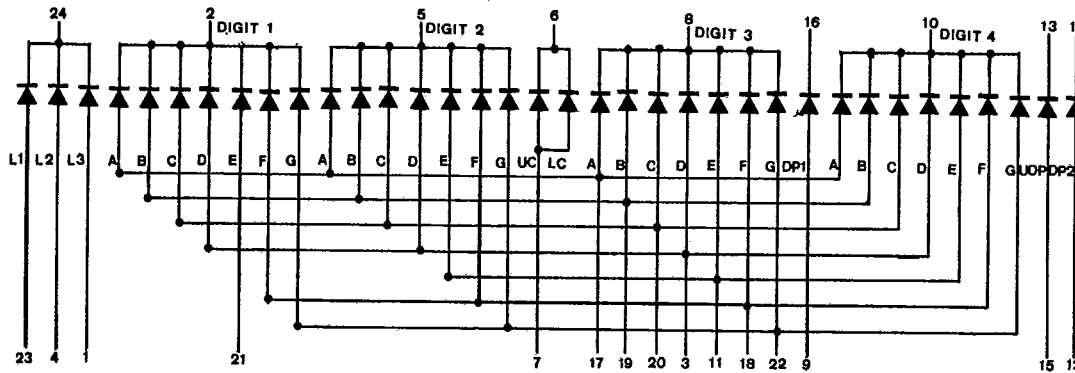 24 2 5 6 8 16 10 13
DIGIT 1 DIGIT 2 DIGIT 3 DIGIT 4
L1 L2 L3 A B C D E F G A B C D E F G UC LC A B C D E F G DP1 A B C D E F G UDP DP2
23 4 1 21 7 17 19 20 3 11 18 22 9 15